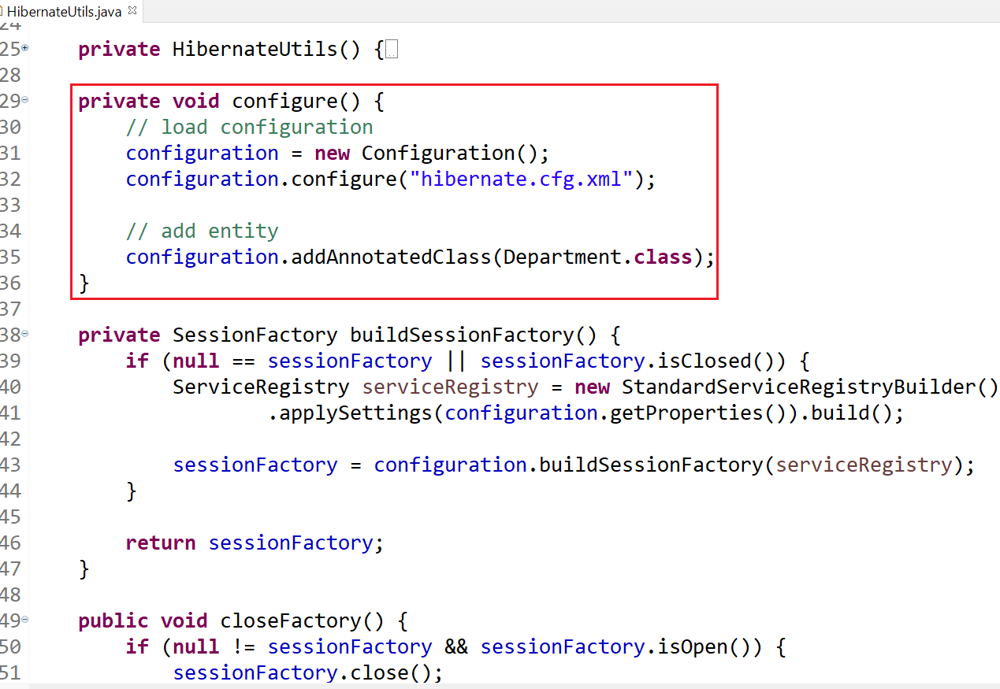 HibernateUtils.java
24
25 private HibernateUtils() {
28
29 private void configure() {
30 // load configuration
31 configuration = new Configuration();
32 configuration.configure("hibernate.cfg.xml");
33
34 // add entity
35 configuration.addAnnotatedClass(Department.class);
36 }
37
38 private SessionFactory buildSessionFactory() {
39 if (null == sessionFactory || sessionFactory.isClosed()) {
40 ServiceRegistry serviceRegistry = new StandardServiceRegistryBuilder()
41 .applySettings(configuration.getProperties()).build();
42
43 sessionFactory = configuration.buildSessionFactory(serviceRegistry);
44 }
45
46 return sessionFactory;
47 }
48
49 public void closeFactory() {
50 if (null != sessionFactory && sessionFactory.isOpen()) {
51 sessionFactory.close();